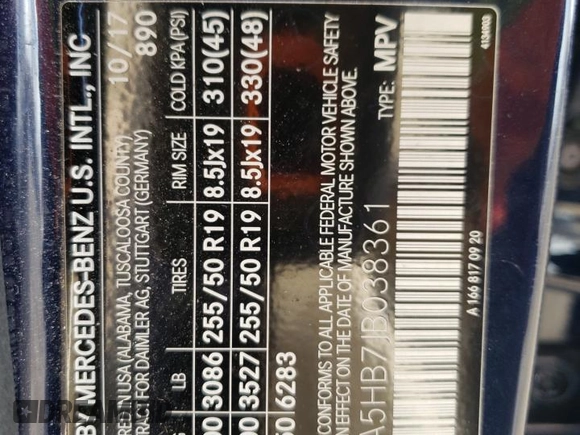 BY MERCEDES-BENZ U.S. INTL., INC
10/17
890
IN USA (ALABAMA, TUSCALOOSA COUNTY)
FOR DAIMLER AG, STUTTGART (GERMANY)
LB TIRES RIM SIZE COLD KPA(PSI)
3086 255/50 R19 8.5Jx19 310(45)
3527 255/50 R19 8.5Jx19 330(48)
6283
CONFORMS TO ALL APPLICABLE FEDERAL MOTOR VEHICLE SAFETY
IN EFFECT ON THE DATE OF MANUFACTURE SHOWN ABOVE.
A5HB7JB038361 TYPE: MPV
A 166 817 09 20